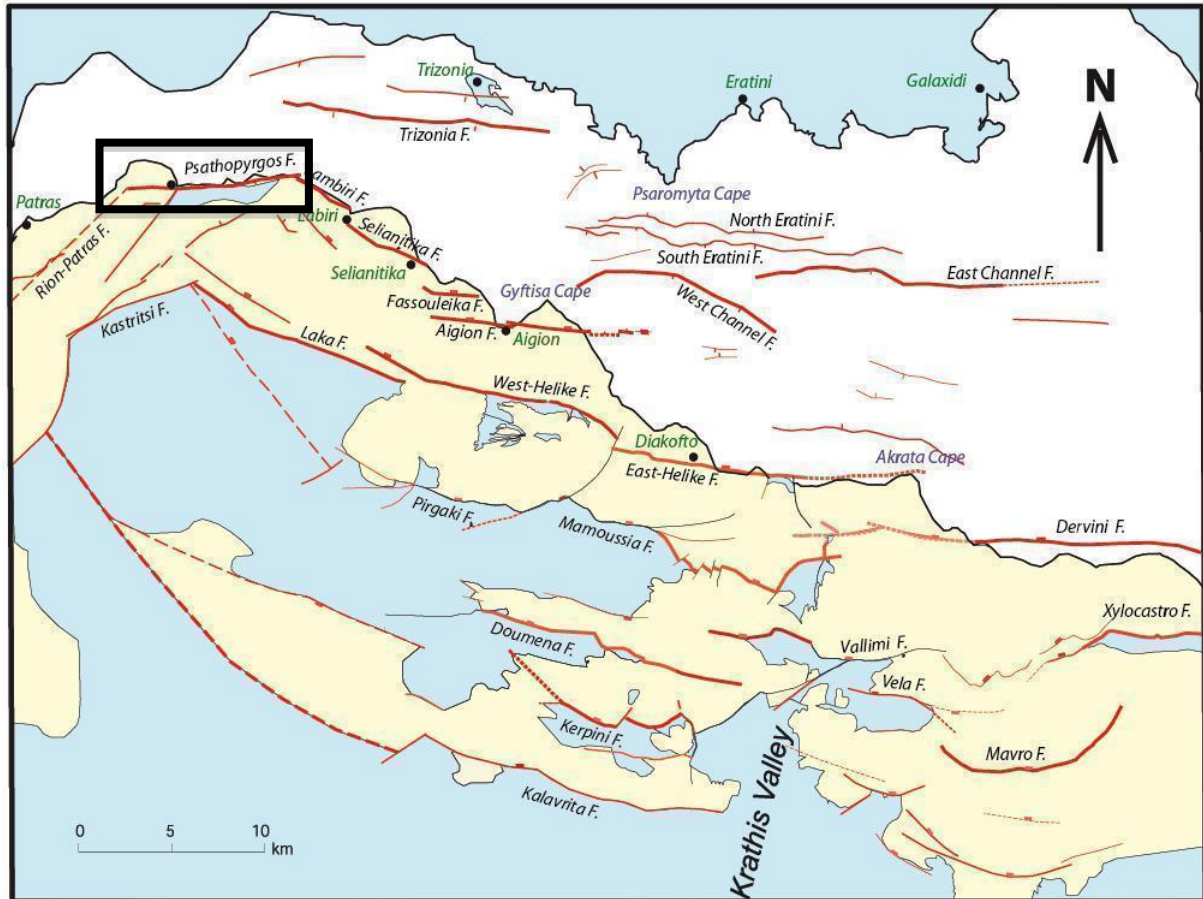 Trizonia
Eratini
Galaxidi
N
Trizonia F.
Psathopyrgos F.
ambiri F.
Psaromyta Cape
Patras
Labiri
North Eratini F.
Selianitika F.
Rion-Patras F.
South Eratini F.
East Channel F.
Selianitika
Gyftisa Cape
West Channel F.
Fassouleika F.
Kastritsi F.
Aigion F.
Aigion
Laka F.
West-Helike F.
Diakofto
Akrata Cape
East-Helike F.
Pirgaki F.
Mamoussia F.
Dervini F.
Xylocastro F.
Doumena F.
Vallimi F.
Vela F.
Kerpini F.
Mavro F.
Krathis Valley
Kalavrita F.
0 5 10
km